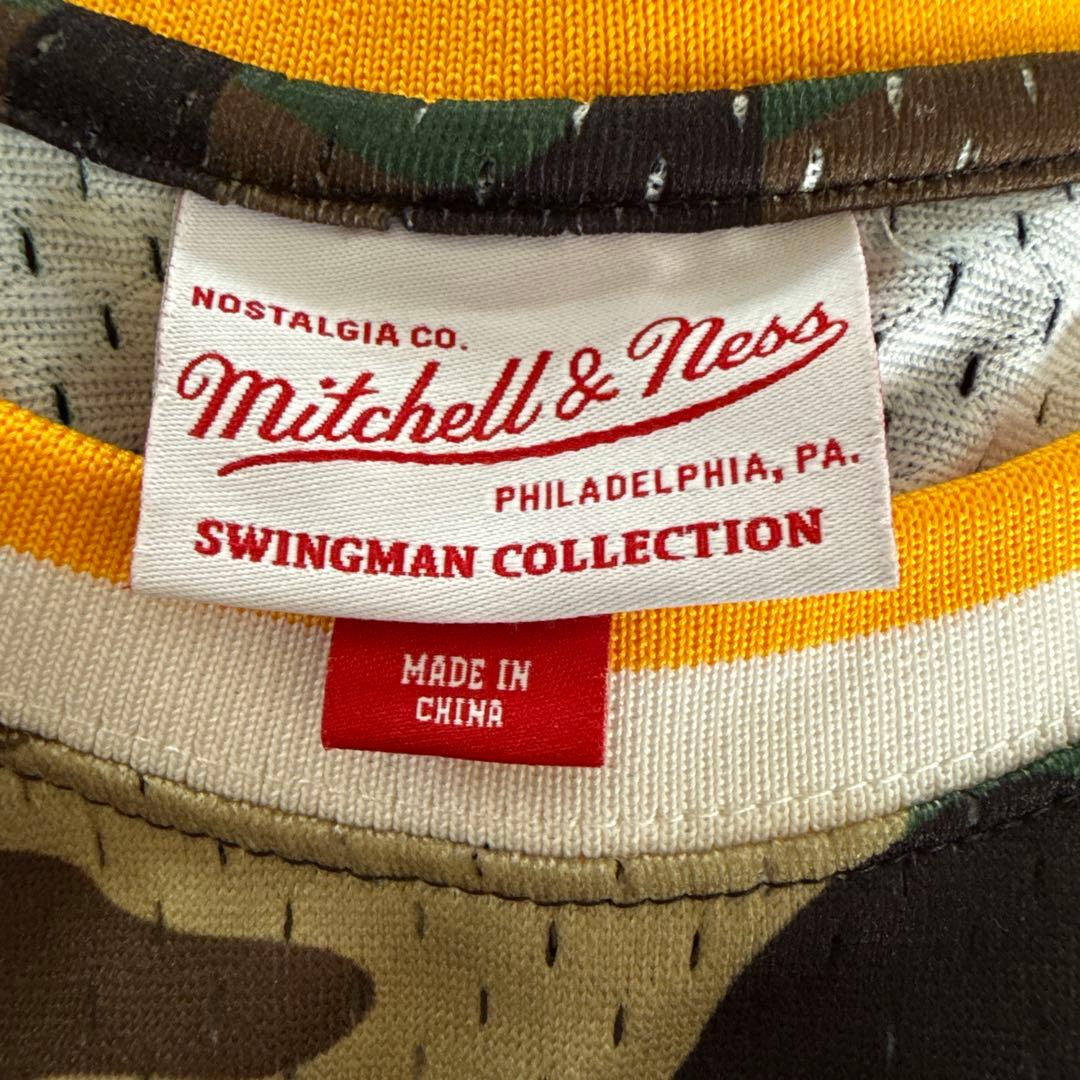 NOSTALGIA CO.
Mitchell & Ness
PHILADELPHIA, PA.
SWINGMAN COLLECTION
MADE IN
CHINA